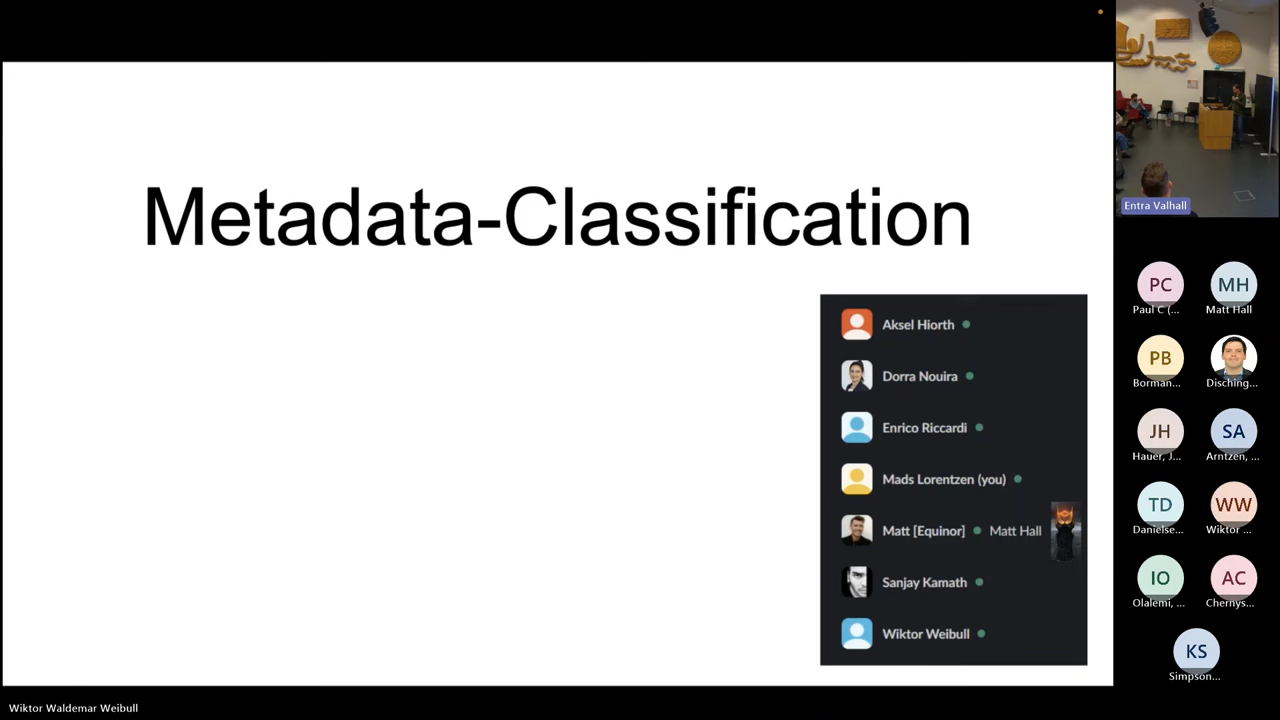 Metadata-Classification
Aksel Hiorth
Dorra Nouira
Enrico Riccardi
Mads Lorentzen (you)
Matt [Equinor] Matt Hall
Sanjay Kamath
Wiktor Weibull
Entra Valhall
PC MH
Paul C (... Matt Hall
PB
Borman... Disching...
JH SA
Hauer, J... Arntzen, ...
TD WW
Danielse... Wiktor ...
IO AC
Olalemi, ... Chernys...
KS
Simpson...
Wiktor Waldemar Weibull